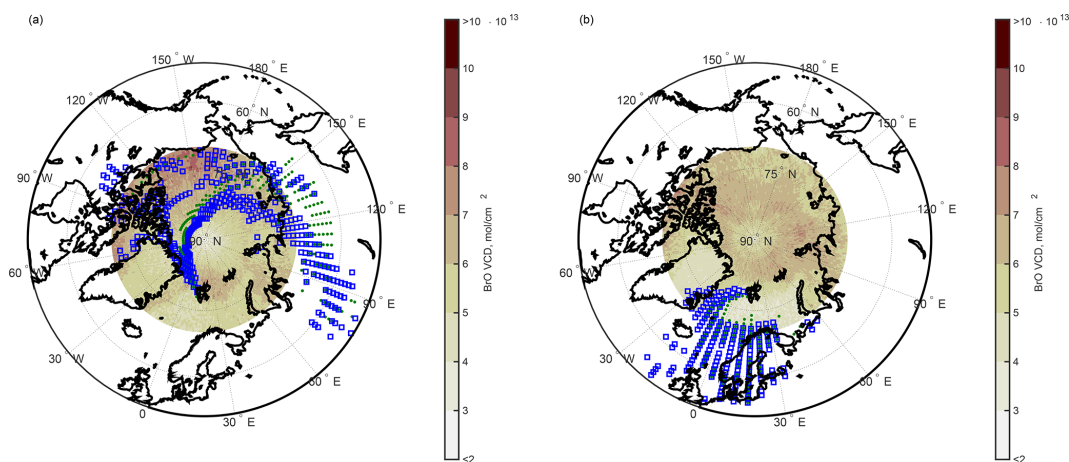 (a)
150° W
180° E
120° W
60° N
150° E
90° W
75° N
120° E
90° N
60° W
90° E
30° W
60° E
0
30° E
>10 · 10^13
10
9
8
7
6
5
4
3
<2
BrO VCD, mol/cm^2
(b)
150° W
180° E
120° W
60° N
150° E
90° W
75° N
120° E
90° N
60° W
90° E
30° W
60° E
0
30° E
>10 · 10^13
10
9
8
7
6
5
4
3
<2
BrO VCD, mol/cm^2